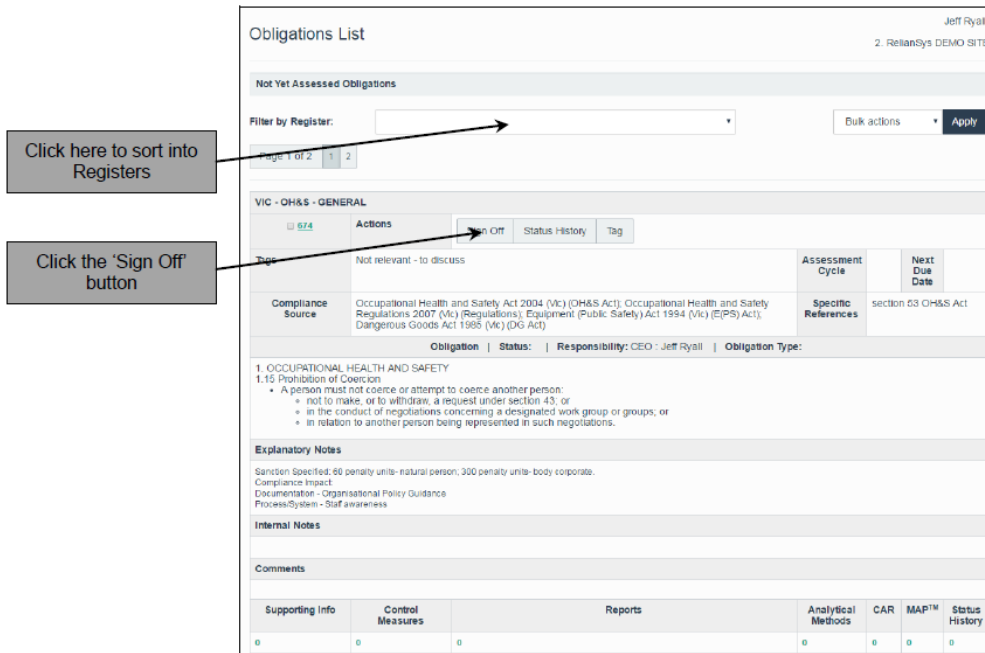 Jeff Ryall
Obligations List
2. RelianSys DEMO SITE
Not Yet Assessed Obligations
Filter by Register:
Bulk actions
Apply
Click here to sort into
Registers
Page 1 of 2 1 2
VIC - OH&S - GENERAL
674 Actions Sign Off Status History Tag
Click the ‘Sign Off’
button
Tags Not relevant - to discuss Assessment
Cycle Next
Due
Date
Compliance
Source
Occupational Health and Safety Act 2004 (Vic) (OH&S Act); Occupational Health and Safety
Regulations 2007 (Vic) (Regulations); Equipment (Public Safety) Act 1994 (Vic) (E(PS) Act);
Dangerous Goods Act 1985 (Vic) (DG Act)
Specific
References
section 53 OH&S Act
Obligation | Status: | Responsibility: CEO : Jeff Ryall | Obligation Type:
1. OCCUPATIONAL HEALTH AND SAFETY
1.15 Prohibition of Coercion
A person must not coerce or attempt to coerce another person:
not to make, or to withdraw, a request under section 43; or
in the conduct of negotiations concerning a designated work group or groups; or
in relation to another person being represented in such negotiations.
Explanatory Notes
Sanction Specified: 60 penalty units- natural person; 300 penalty units- body corporate.
Compliance Impact:
Documentation - Organisational Policy Guidance
Process/System - Staff awareness
Internal Notes
Comments
Supporting Info Control
Measures Reports Analytical
Methods CAR MAP™ Status
History
0 0 0 0 0 0 0